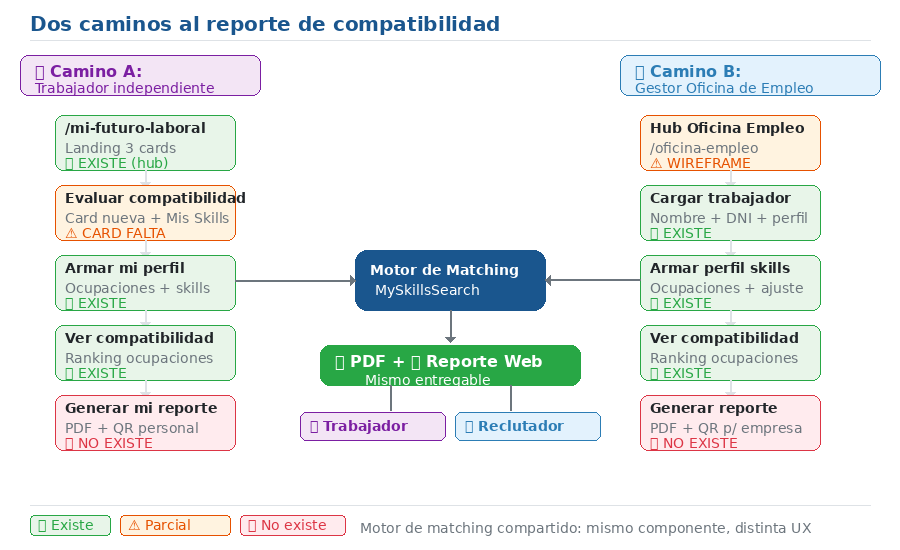 Dos caminos al reporte de compatibilidad
Camino A:
Trabajador independiente
/mi-futuro-laboral
Landing 3 cards
EXISTE (hub)
Evaluar compatibilidad
Card nueva + Mis Skills
⚠ CARD FALTA
Armar mi perfil
Ocupaciones + skills
EXISTE
Ver compatibilidad
Ranking ocupaciones
EXISTE
Generar mi reporte
PDF + QR personal
NO EXISTE
Motor de Matching
MySkillsSearch
PDF + Reporte Web
Mismo entregable
Trabajador
Reclutador
Camino B:
Gestor Oficina de Empleo
Hub Oficina Empleo
/oficina-empleo
⚠ WIREFRAME
Cargar trabajador
Nombre + DNI + perfil
EXISTE
Armar perfil skills
Ocupaciones + ajuste
EXISTE
Ver compatibilidad
Ranking ocupaciones
EXISTE
Generar reporte
PDF + QR p/ empresa
NO EXISTE
Existe
⚠ Parcial
No existe
Motor de matching compartido: mismo componente, distinta UX